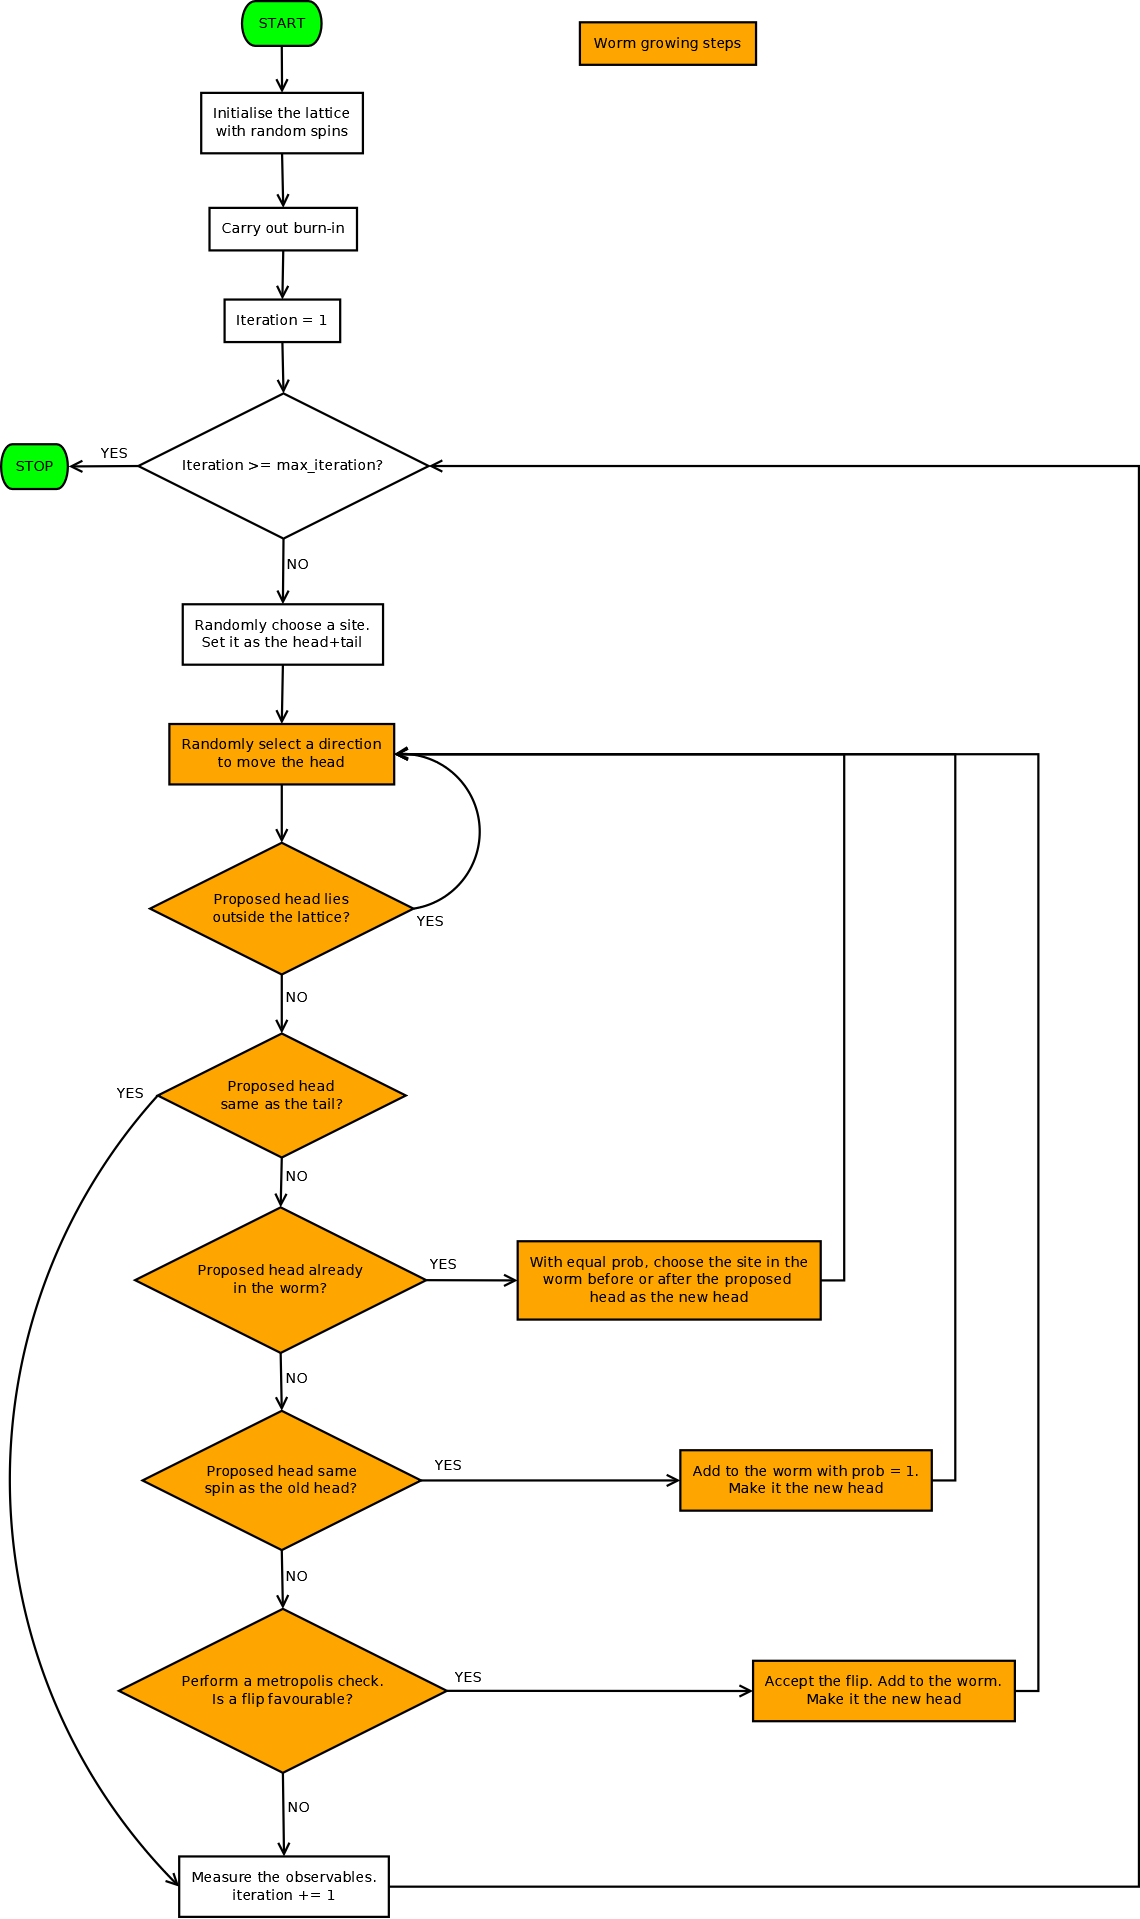 START
Worm growing steps
Initialise the lattice
with random spins
Carry out burn-in
Iteration = 1
Iteration >= max_iteration?
YES
STOP
NO
Randomly choose a site.
Set it as the head+tail
Randomly select a direction
to move the head
Proposed head lies
outside the lattice?
YES
NO
Proposed head
same as the tail?
YES
NO
Proposed head already
in the worm?
YES
With equal prob, choose the site in the
worm before or after the proposed
head as the new head
NO
Proposed head same
spin as the old head?
YES
Add to the worm with prob = 1.
Make it the new head
NO
Perform a metropolis check.
Is a flip favourable?
YES
Accept the flip. Add to the worm.
Make it the new head
NO
Measure the observables.
iteration += 1